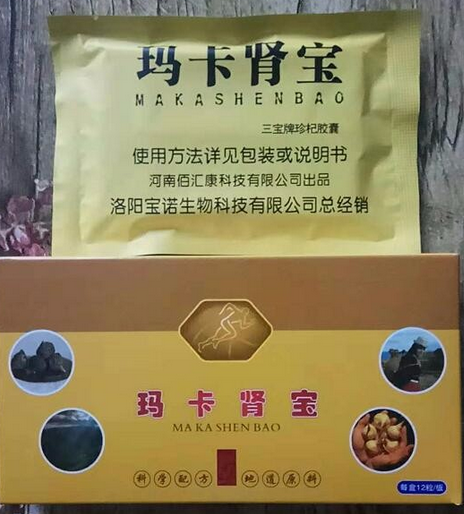 玛卡肾宝
MAKASHENBAO
三宝牌珍杞胶囊
使用方法详见包装或说明书
河南佰汇康科技有限公司出品
洛阳宝诺生物科技有限公司总经销
玛卡肾宝
MA KA SHEN BAO
科学配方 地道原料
每盒12粒/板